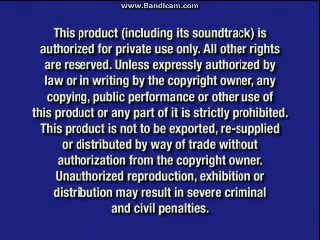 www.Bandicam.com
This product (including its soundtrack) is
authorized for private use only. All other rights
are reserved. Unless expressly authorized by
law or in writing by the copyright owner, any
copying, public performance or other use of
this product or any part of it is strictly prohibited.
This product is not to be exported, re-supplied
or distributed by way of trade without
authorization from the copyright owner.
Unauthorized reproduction, exhibition or
distribution may result in severe criminal
and civil penalties.